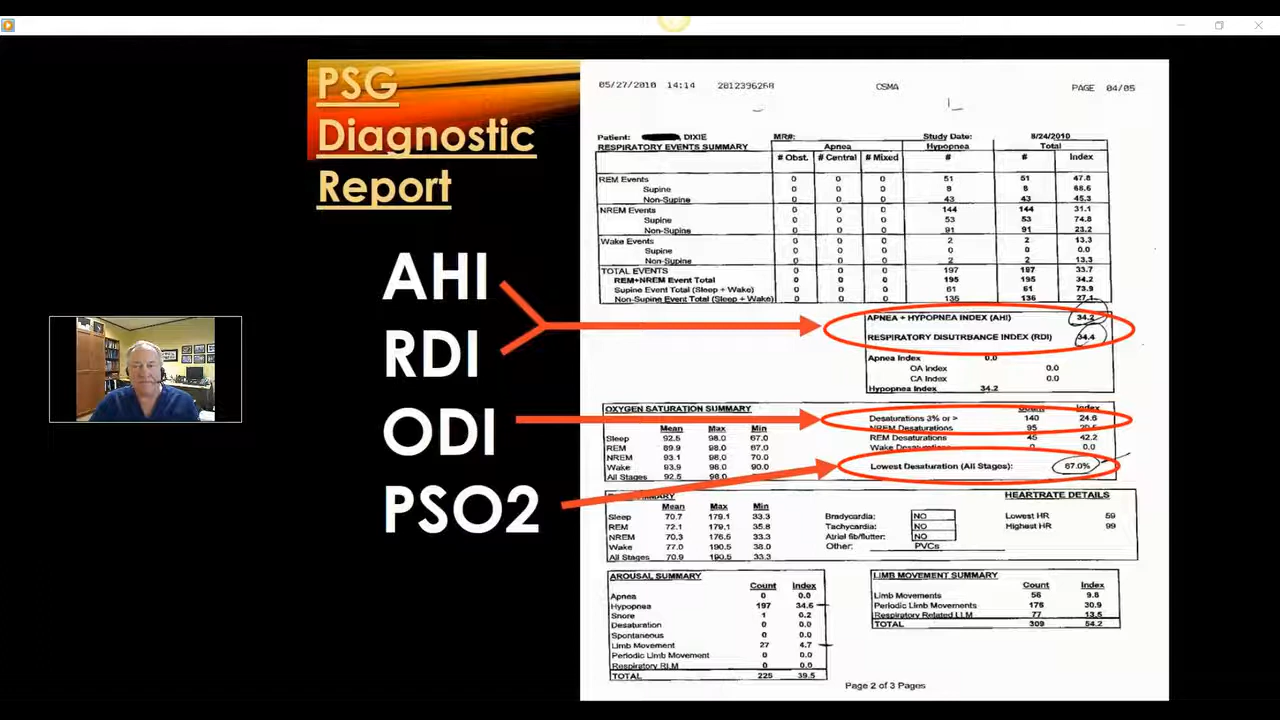 PSG
Diagnostic
Report
AHI
RDI
ODI
PSO2
05/27/2010 14:14 2812396268 CSMA PAGE 04/05
Patient: , DIXIE MR#: Study Date: 8/24/2010
RESPIRATORY EVENTS SUMMARY Apnea Hypopnea Total
# Obst. # Central # Mixed # # Index
REM Events 0 0 0 51 51 47.8
Supine 0 0 0 8 8 68.6
Non-Supine 0 0 0 43 43 45.3
NREM Events 0 0 0 144 144 31.1
Supine 0 0 0 53 53 74.8
Non-Supine 0 0 0 91 91 23.2
Wake Events 0 0 0 2 2 13.3
Supine 0 0 0 0 0 0.0
Non-Supine 0 0 0 2 2 13.3
TOTAL EVENTS 0 0 0 197 197 33.7
REM+NREM Event Total 0 0 0 195 195 34.2
Supine Event Total (Sleep + Wake) 0 0 0 61 61 73.9
Non-Supine Event Total (Sleep + Wake) 0 0 0 136 136 27.1
APNEA + HYPOPNEA INDEX (AHI) 34.2
RESPIRATORY DISUTRBANCE INDEX (RDI) 34.4
Apnea Index 0.0
OA Index 0.0
CA Index 0.0
Hypopnea Index 34.2
OXYGEN SATURATION SUMMARY
Mean Max Min
Sleep 92.5 98.0 67.0
REM 89.9 98.0 67.0
NREM 93.1 98.0 70.0
Wake 93.9 98.0 90.0
All Stages 92.5 98.0
Count Index
Desaturations 3% or > 140 24.6
NREM Desaturations 95
REM Desaturations 45 42.2
Wake Desaturations 0 0.0
Lowest Desaturation (All Stages): 67.0%
SUMMARY
Mean Max Min
Sleep 70.7 179.1 33.3
REM 72.1 179.1 35.8
NREM 70.3 176.5 33.3
Wake 77.0 190.5 38.0
All Stages 70.9 190.5 33.3
Bradycardia: NO
Tachycardia: NO
Atrial fib/flutter: NO
Other: PVCs
HEARTRATE DETAILS
Lowest HR 59
Highest HR 99
AROUSAL SUMMARY
Count Index
Apnea 0 0.0
Hypopnea 197 34.6
Snore 1 0.2
Desaturation 0 0.0
Spontaneous 0 0.0
Limb Movement 27 4.7
Periodic Limb Movement 0 0.0
Respiratory RLM 0 0.0
TOTAL 225 39.5
LIMB MOVEMENT SUMMARY
Count Index
Limb Movements 56 9.8
Periodic Limb Movements 176 30.9
Respiratory Related LLM 77 13.5
TOTAL 309 54.2
Page 2 of 3 Pages